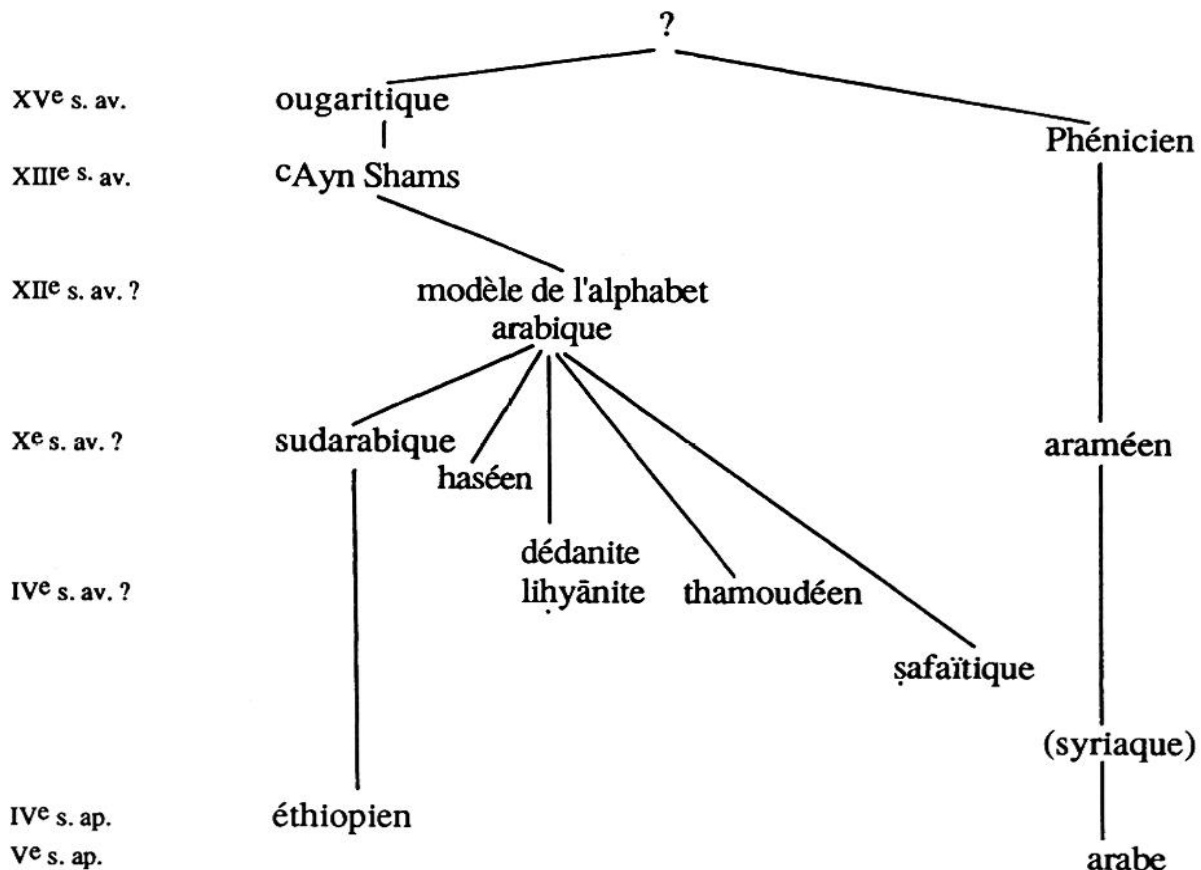 ?
XVe s. av. ougaritique
Phénicien
XIIIe s. av. cAyn Shams
XIIe s. av. ? modèle de l'alphabet
arabique
Xe s. av. ? sudarabique araméen
haséen
dédanite
IVe s. av. ? liḥyānite thamoudéen
ṣafaïtique
(syriaque)
IVe s. ap. éthiopien
Ve s. ap. arabe